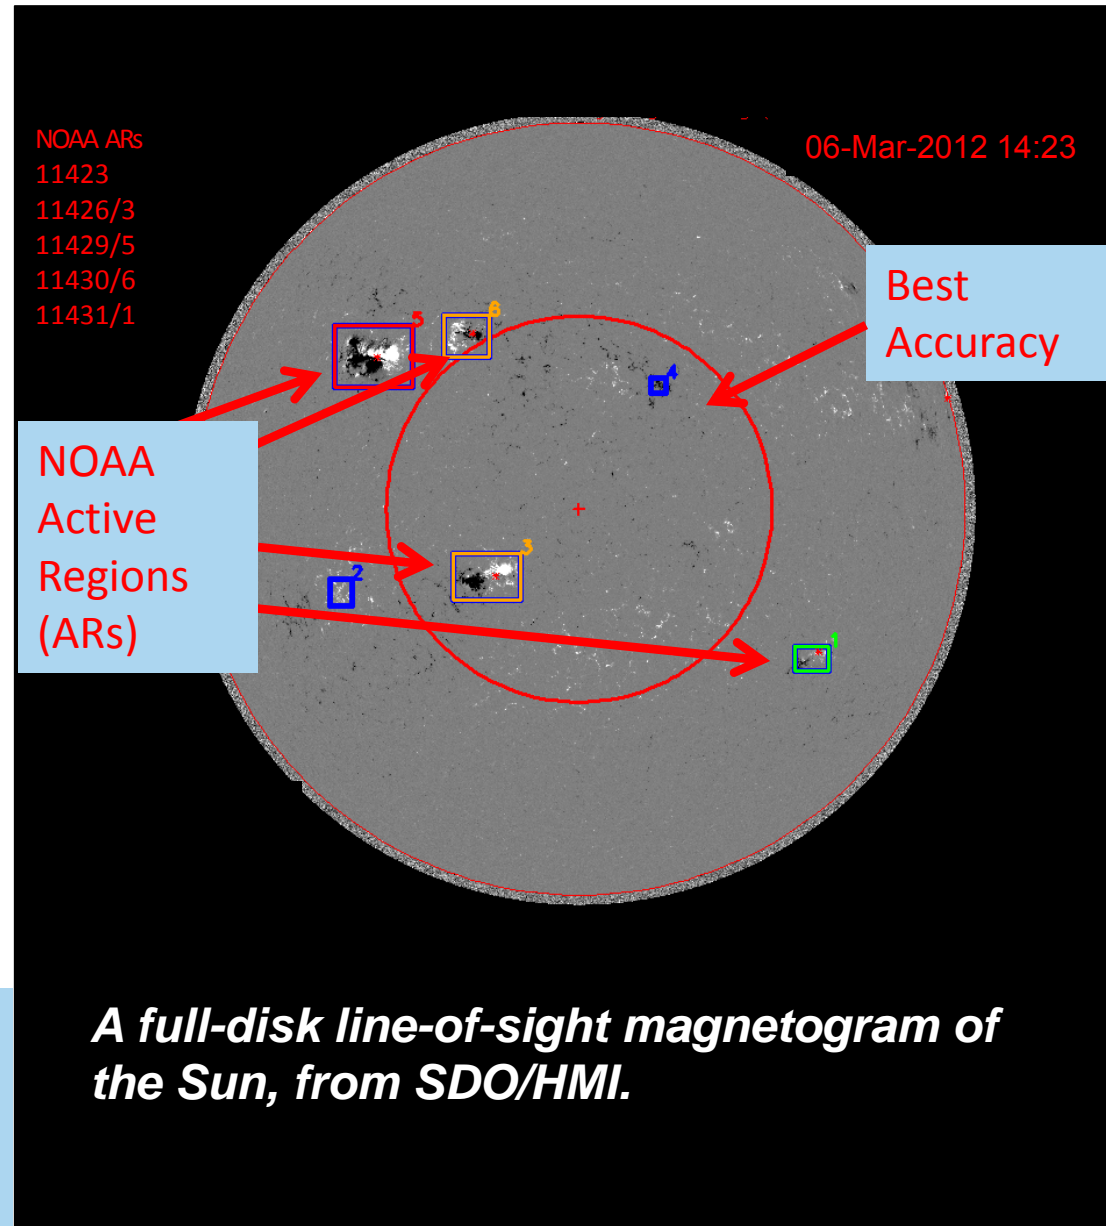 NOAA ARs
11423
11426/3
11429/5
11430/6
11431/1
06-Mar-2012 14:23
Best
Accuracy
5
6
4
NOAA
Active
Regions
(ARs)
3
2
1
A full-disk line-of-sight magnetogram of
the Sun, from SDO/HMI.